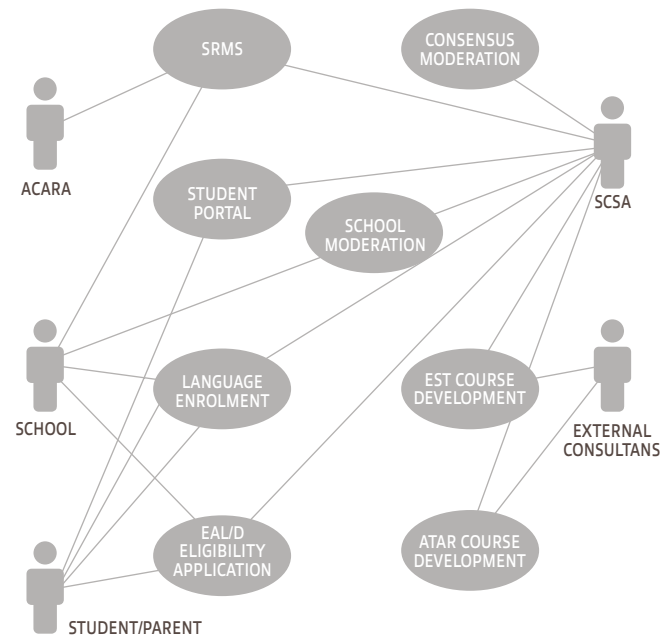 SRMS
CONSENSUS
MODERATION
ACARA
SCSA
STUDENT
PORTAL
SCHOOL
MODERATION
SCHOOL
LANGUAGE
ENROLMENT
EST COURSE
DEVELOPMENT
EXTERNAL
CONSULTANS
EAL/D
ELIGIBILITY
APPLICATION
ATAR COURSE
DEVELOPMENT
STUDENT/PARENT